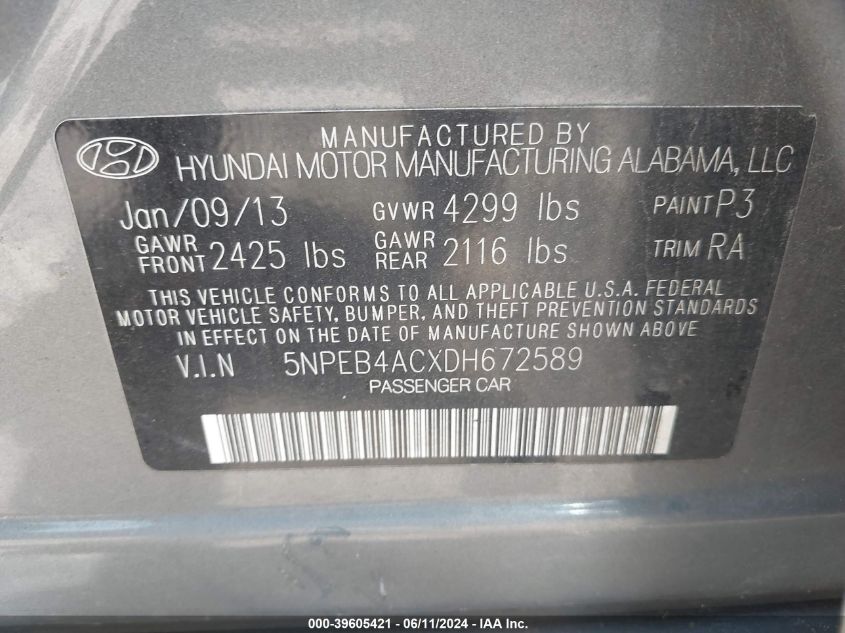 MANUFACTURED BY
HYUNDAI MOTOR MANUFACTURING ALABAMA, LLC
Jan/09/13 GVWR 4299 lbs PAINT P3
GAWR FRONT 2425 lbs GAWR REAR 2116 lbs TRIM RA
THIS VEHICLE CONFORMS TO ALL APPLICABLE U.S.A. FEDERAL
MOTOR VEHICLE SAFETY, BUMPER, AND THEFT PREVENTION STANDARDS
IN EFFECT ON THE DATE OF MANUFACTURE SHOWN ABOVE
V.I.N 5NPEB4ACXDH672589
PASSENGER CAR
000-39605421 - 06/11/2024 - IAA Inc.